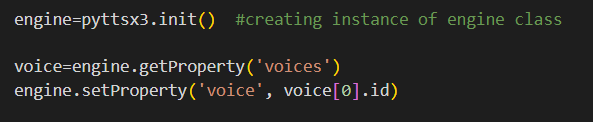 engine=pyttsx3.init()  #creating instance of engine class
voice=engine.getProperty('voices')
engine.setProperty('voice', voice[0].id)